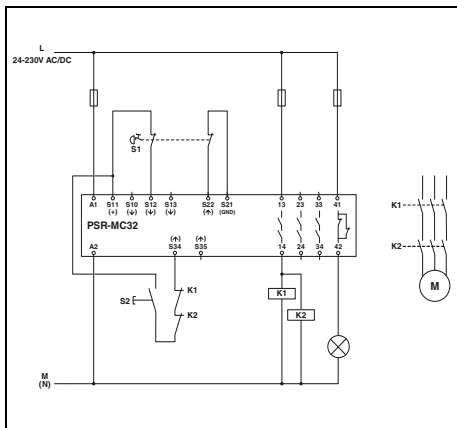 L
24-230V AC/DC
S1
A1 S11 S10 S12 S13 S22 S21 13 23 33 41
(+) (↓) (↓) (↓) (↑) (GND)
PSR-MC32
(↑) (↑)
A2 S34 S35 14 24 34 42
K1
K2
S2
K1
K2
K1
K2
M
M
(N)